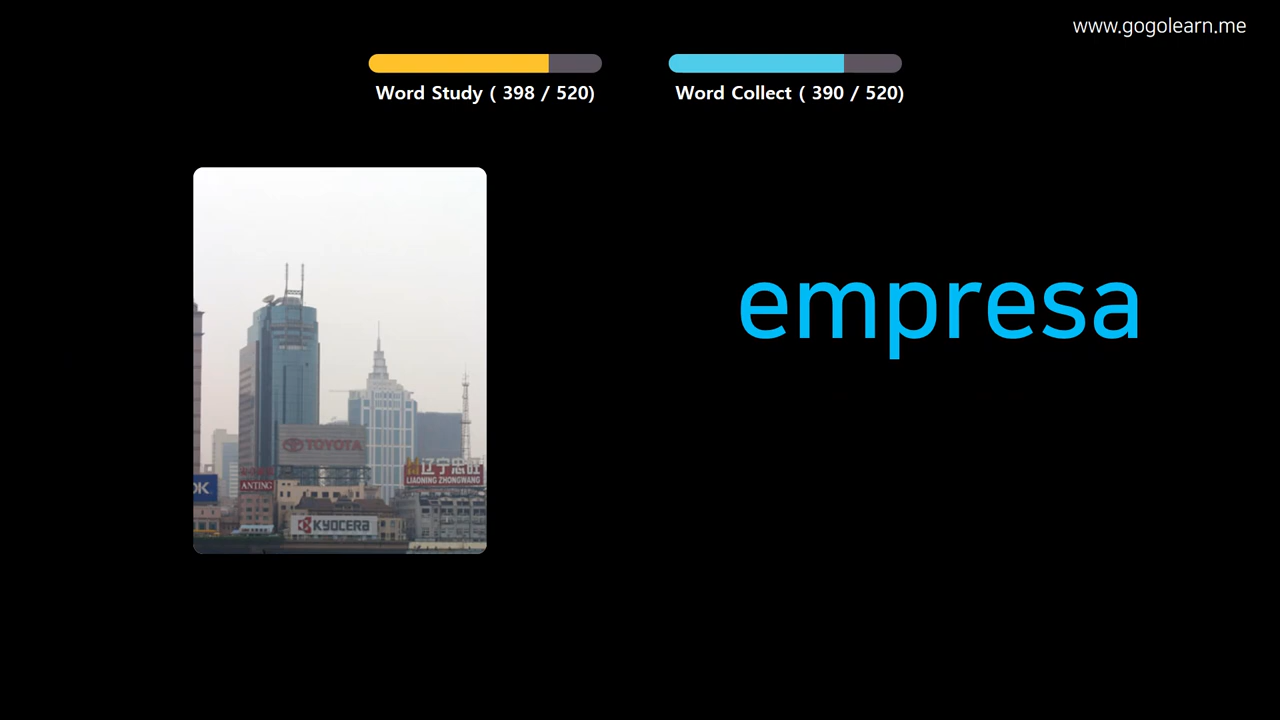 www.gogolearn.me
Word Study ( 398 / 520)
Word Collect ( 390 / 520)
empresa
TOYOTA
辽宁忠旺
LIAONING ZHONGWANG
OK
ANTING
KYOCERA